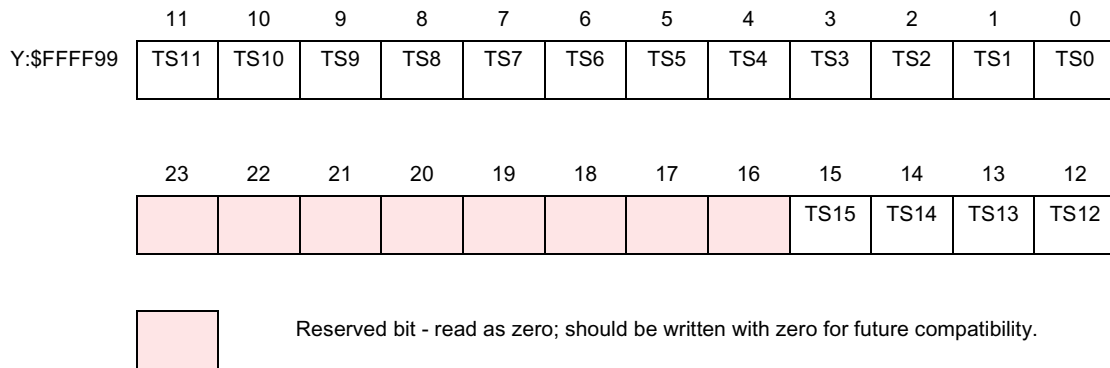 11 10 9 8 7 6 5 4 3 2 1 0
Y:$FFFF99 TS11 TS10 TS9 TS8 TS7 TS6 TS5 TS4 TS3 TS2 TS1 TS0
23 22 21 20 19 18 17 16 15 14 13 12
TS15 TS14 TS13 TS12
Reserved bit - read as zero; should be written with zero for future compatibility.